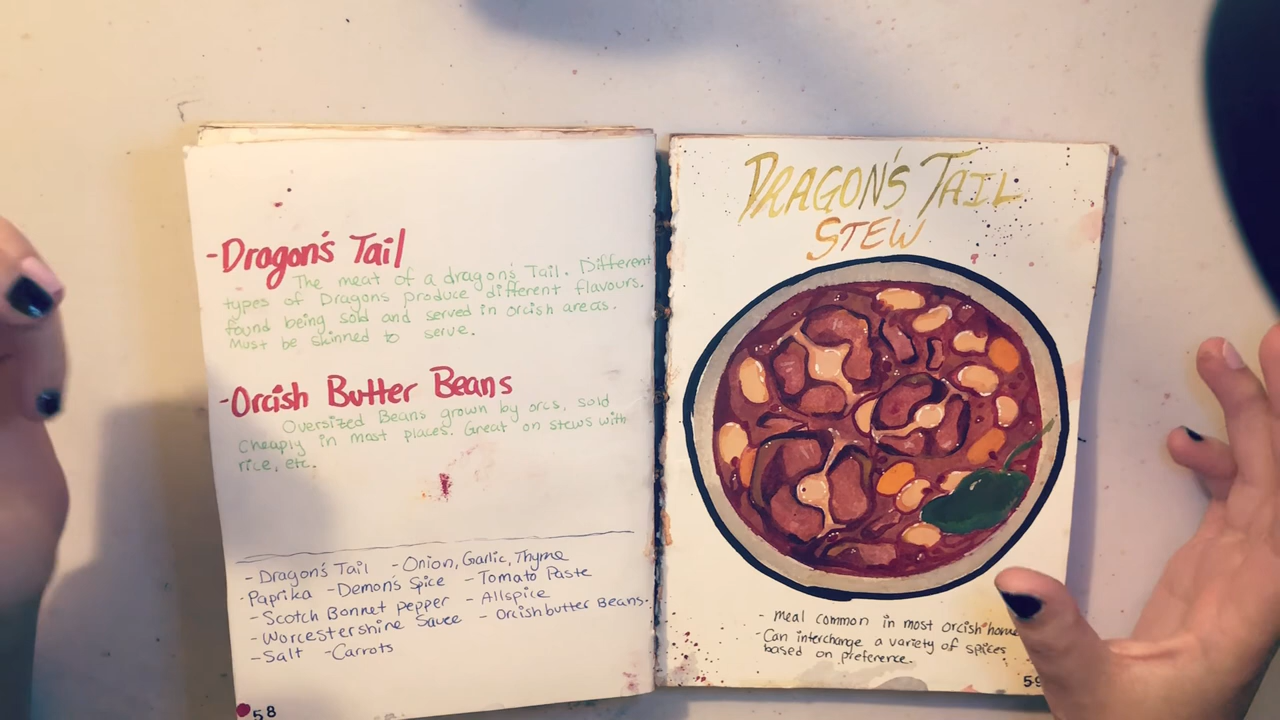 -Dragon's Tail
The meat of a dragon's Tail. Different
types of Dragons produce different flavours.
found being sold and served in orcish areas.
Must be skinned to serve.
-Orcish Butter Beans
Oversized Beans grown by orcs, sold
cheaply in most places. Great on stews with
rice, etc.
- Dragon's Tail - Onion, Garlic, Thyme
-Paprika -Demon's Spice - Tomato Paste
- Scotch Bonnet pepper - Allspice
- Worcestershire Sauce - Orcish butter Beans.
- Salt - Carrots
58
DRAGON'S TAIL
STEW
- meal common in most orcish
- Can interchange a variety of spices
based on preference.